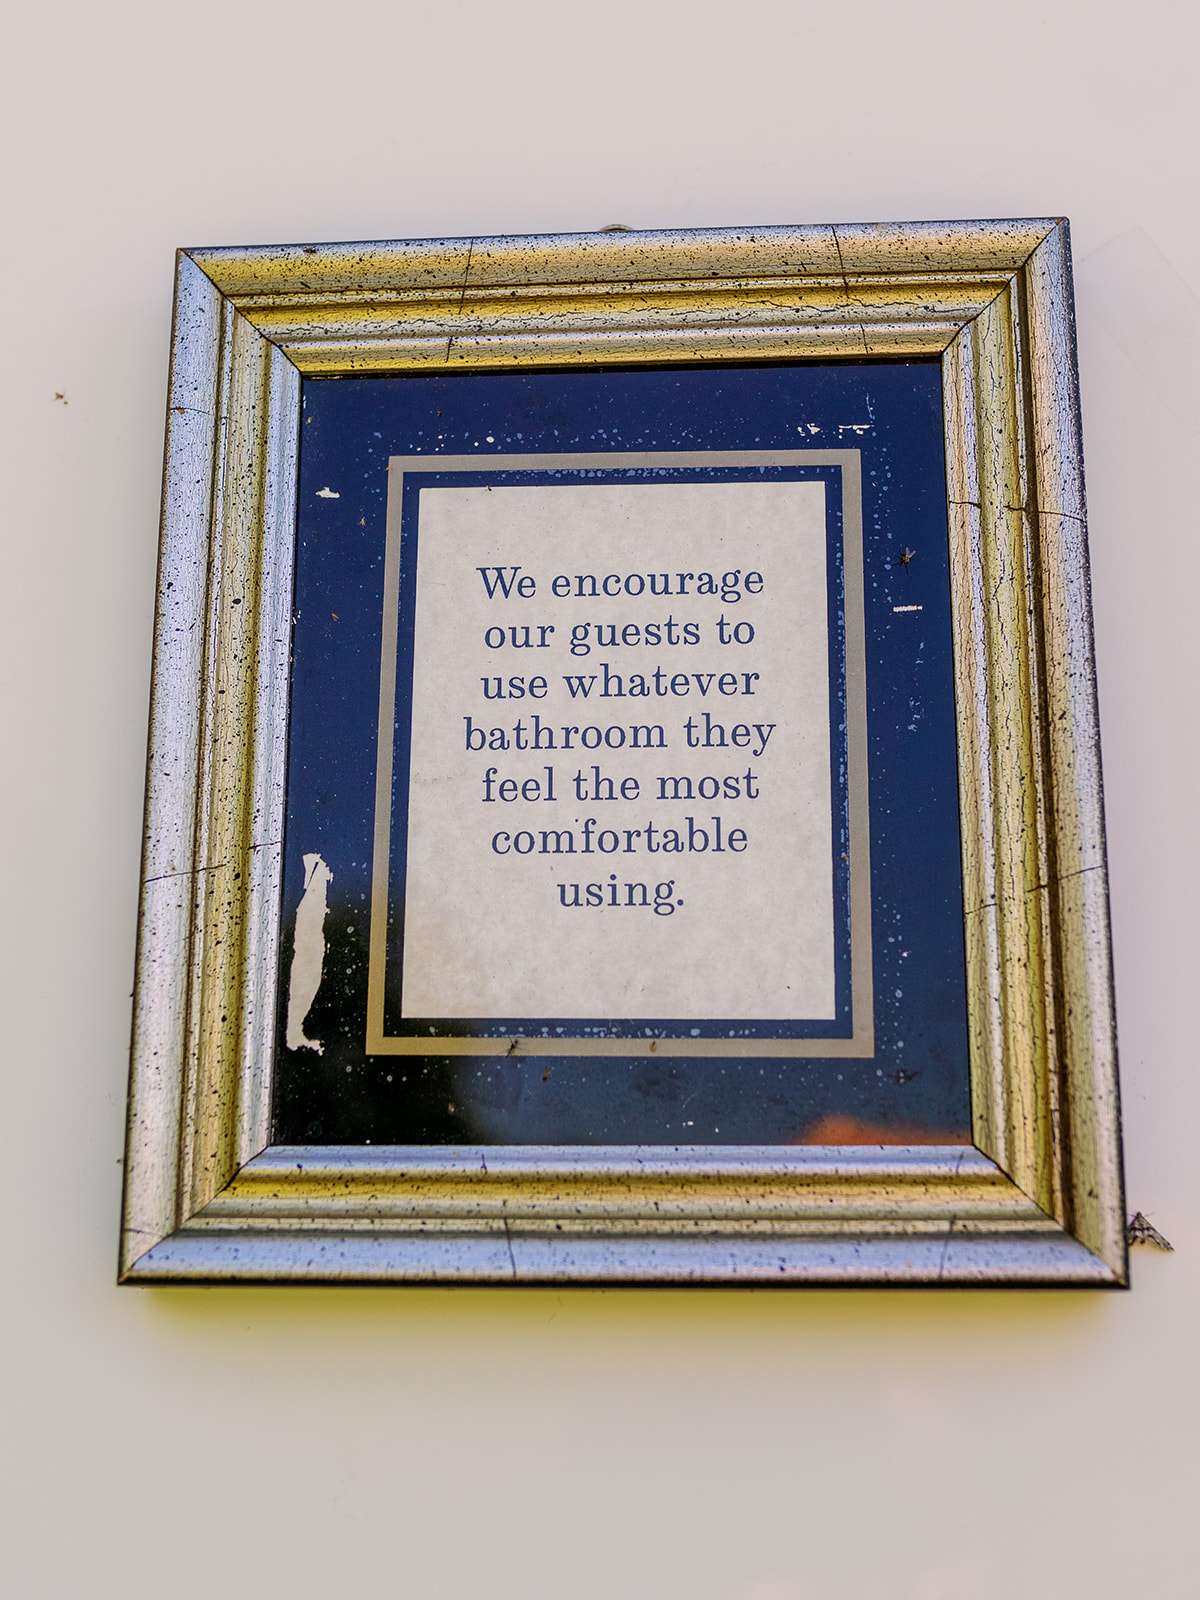 We encourage
our guests to
use whatever
bathroom they
feel the most
comfortable
using.